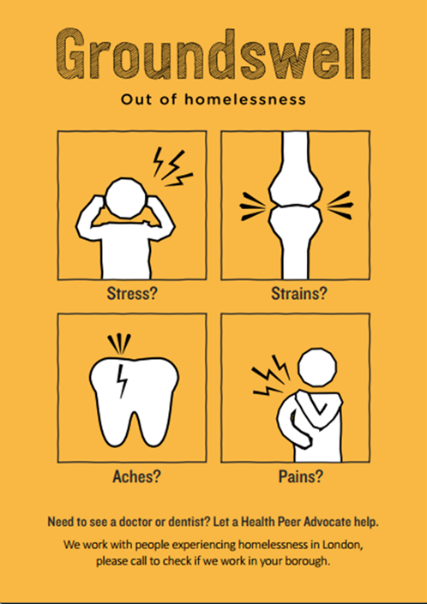 Groundswell
Out of homelessness
Stress?
Strains?
Aches?
Pains?
Need to see a doctor or dentist? Let a Health Peer Advocate help.
We work with people experiencing homelessness in London,
please call to check if we work in your borough.